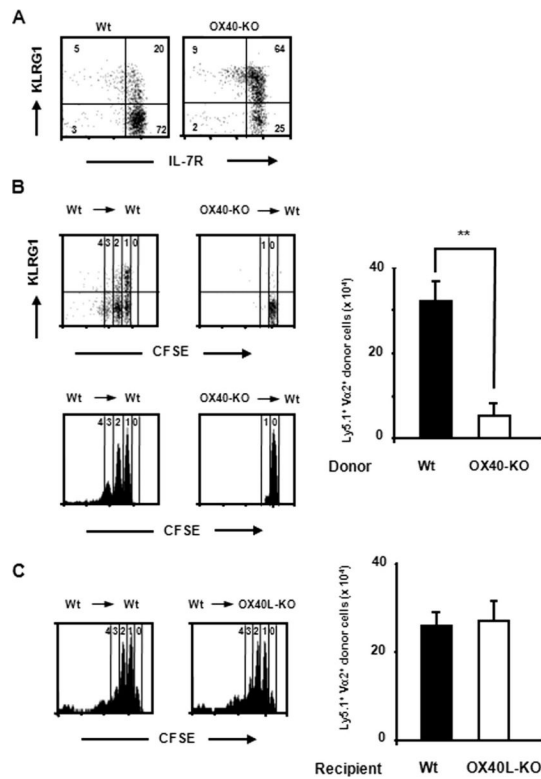 A
Wt
OX40-KO
5
20
3
72
9
64
2
25
KLRG1
IL-7R
B
Wt → Wt
OX40-KO → Wt
4 3 2 1 0
1 0
KLRG1
CFSE
Wt → Wt
OX40-KO → Wt
4 3 2 1 0
1 0
CFSE
**
40
20
0
Ly5.1⁺ Vα2⁺ donor cells (x 10⁴)
Donor
Wt
OX40-KO
C
Wt → Wt
Wt → OX40L-KO
4 3 2 1 0
4 3 2 1 0
CFSE
40
20
0
Ly5.1⁺ Vα2⁺ donor cells (x 10⁴)
Recipient
Wt
OX40L-KO